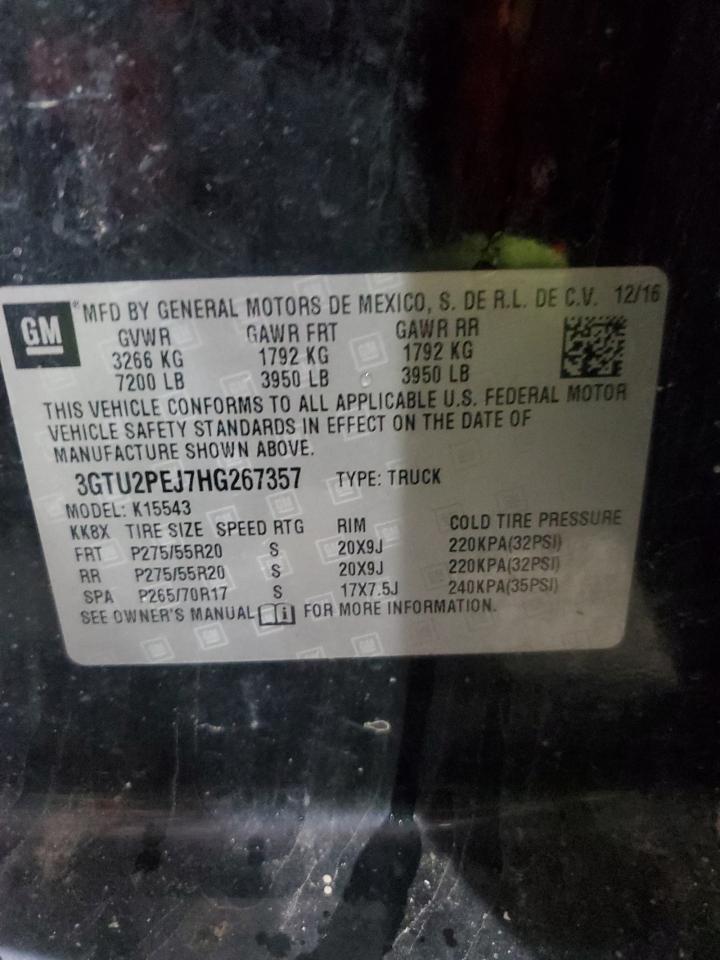 GM ® MFD BY GENERAL MOTORS DE MEXICO, S. DE R.L. DE C.V. 12/16
GVWR GAWR FRT GAWR RR
3266 KG 1792 KG 1792 KG
7200 LB 3950 LB 3950 LB
THIS VEHICLE CONFORMS TO ALL APPLICABLE U.S. FEDERAL MOTOR
VEHICLE SAFETY STANDARDS IN EFFECT ON THE DATE OF
MANUFACTURE SHOWN ABOVE.
3GTU2PEJ7HG267357 TYPE: TRUCK
MODEL: K15543
KK8X TIRE SIZE SPEED RTG RIM COLD TIRE PRESSURE
FRT P275/55R20 S 20X9J 220KPA(32PSI)
RR P275/55R20 S 20X9J 220KPA(32PSI)
SPA P265/70R17 S 17X7.5J 240KPA(35PSI)
SEE OWNER'S MANUAL i FOR MORE INFORMATION.